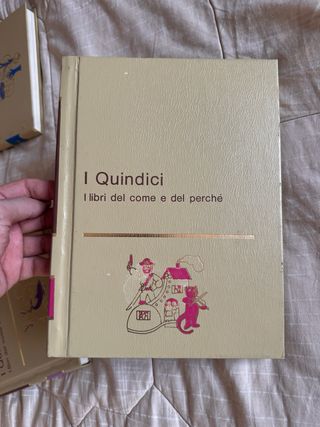 I Quindici
I libri del come e del perché